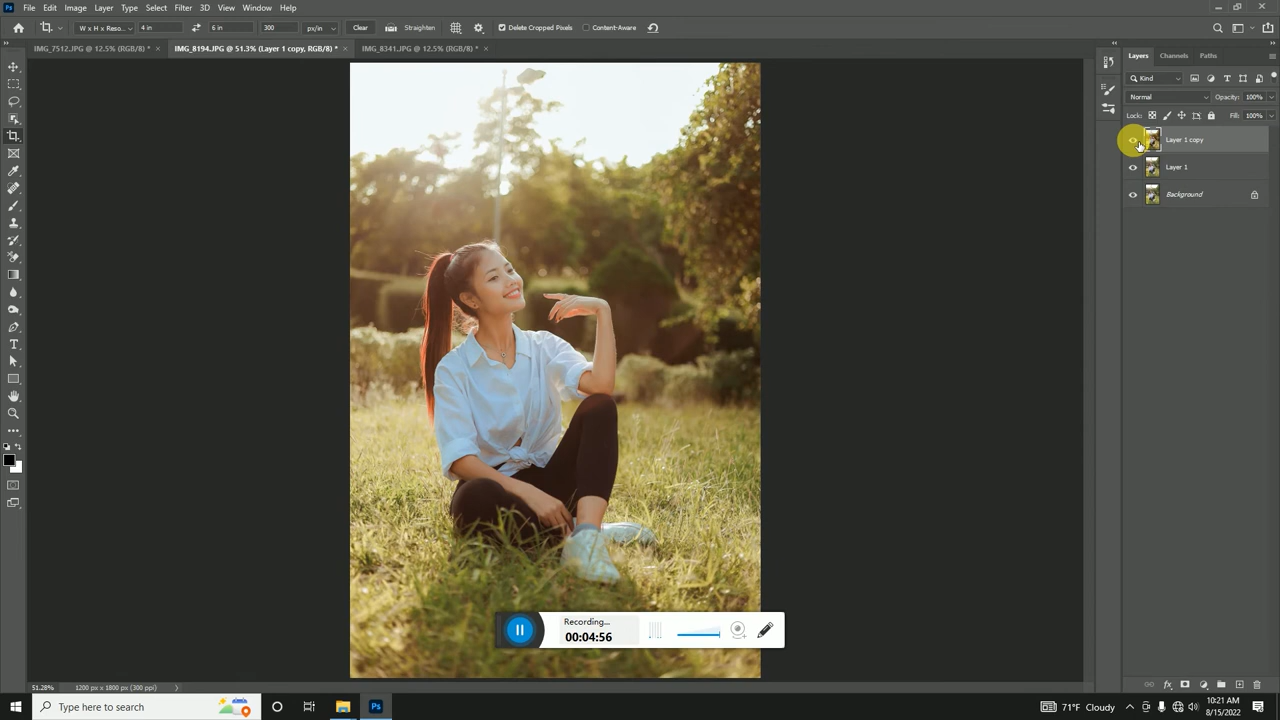 Ps File Edit Image Layer Type Select Filter 3D View Window Help
W x H x Reso... 4 in 6 in 300 px/in Clear Straighten Delete Cropped Pixels Content-Aware
IMG_7512.JPG @ 12.5% (RGB/8) * × IMG_8194.JPG @ 51.3% (Layer 1 copy, RGB/8) * × IMG_8341.JPG @ 12.5% (RGB/8) * ×
Layers Channels Paths
Kind
Normal Opacity: 100%
Lock: Fill: 100%
Layer 1 copy
Layer 1
Background
Recording...
00:04:56
51.28% 1200 px x 1800 px (300 ppi)
Type here to search
Ps
71°F Cloudy
10:21 AM
8/15/2022